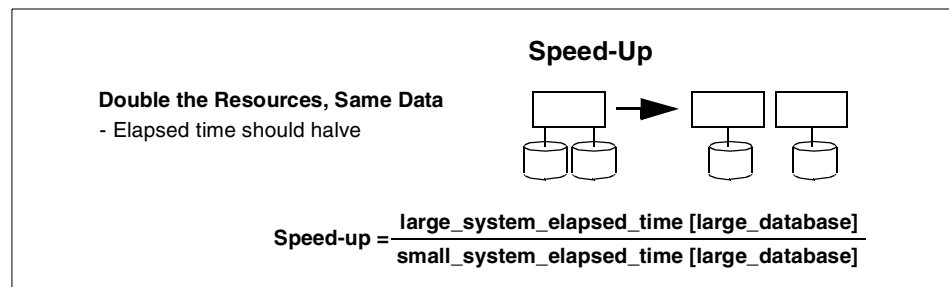 Speed-Up
Double the Resources, Same Data
- Elapsed time should halve
Speed-up = large_system_elapsed_time [large_database]
small_system_elapsed_time [large_database]